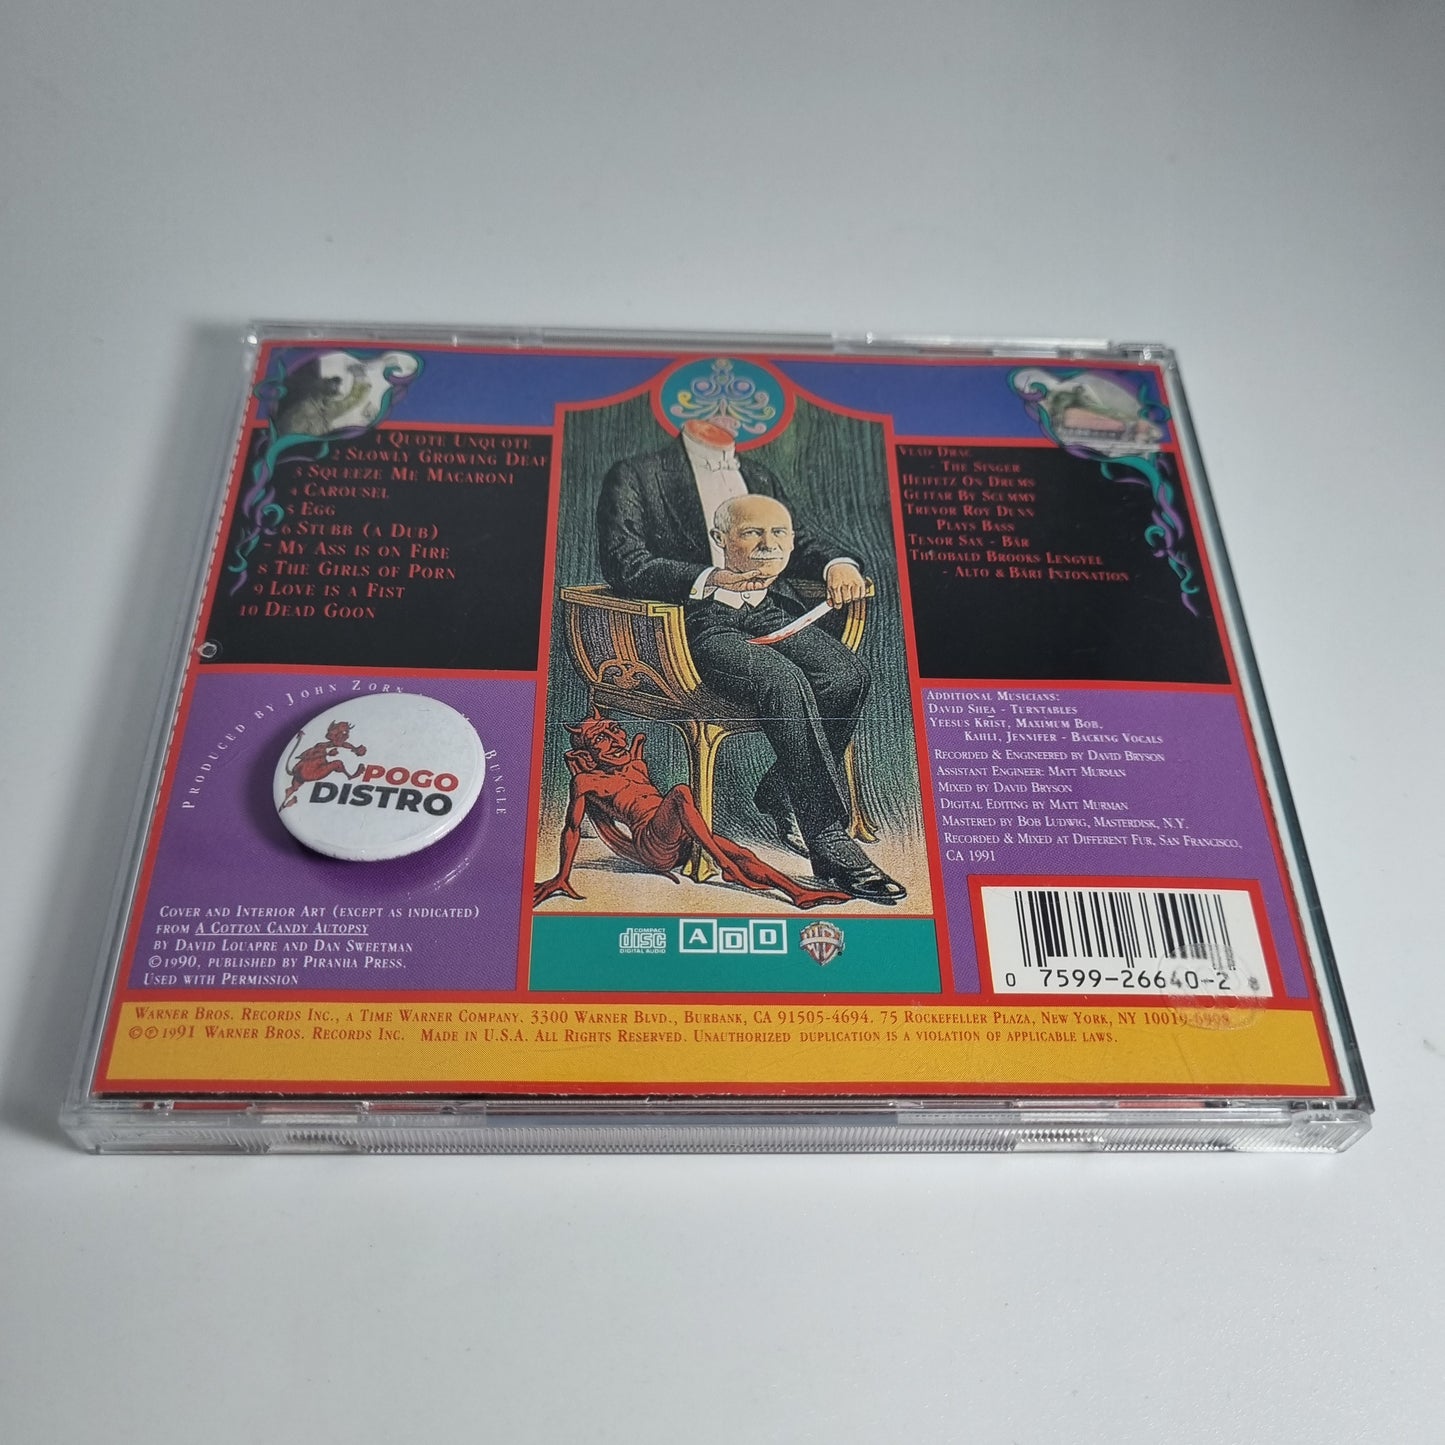 1 Quote Unquote
2 Slowly Growing Deaf
3 Squeeze Me Macaroni
4 Carousel
5 Egg
6 Stubb (a Dub)
7 My Ass is on Fire
8 The Girls of Porn
9 Love is a Fist
10 Dead Goon
Vlad Drac
- The Singer
Heifetz On Drums
Guitar By Scummy
Trevor Roy Dunn
Plays Bass
Tenor Sax - Bär
Theobald Brooks Lengyel
- Alto & Bari Intonation
Produced by John Zorn Bungle
POGO
DISTRO
Cover and Interior Art (except as indicated)
from A Cotton Candy Autopsy
by David Louapre and Dan Sweetman
©1990, published by Piranha Press.
Used with Permission
Additional Musicians:
David Shea - Turntables
Yeesus Krist, Maximum Bob,
Kahli, Jennifer - Backing Vocals
Recorded & Engineered by David Bryson
Assistant Engineer: Matt Murman
Mixed by David Bryson
Digital Editing by Matt Murman
Mastered by Bob Ludwig, Masterdisk, N.Y.
Recorded & Mixed at Different Fur, San Francisco,
CA 1991
COMPACT
disc
DIGITAL AUDIO
A D D
WB
0 7599-26640-2 8
Warner Bros. Records Inc., a Time Warner Company. 3300 Warner Blvd., Burbank, CA 91505-4694. 75 Rockefeller Plaza, New York, NY 10019-6908
©℗1991 Warner Bros. Records Inc. Made in U.S.A. All Rights Reserved. Unauthorized duplication is a violation of applicable laws.